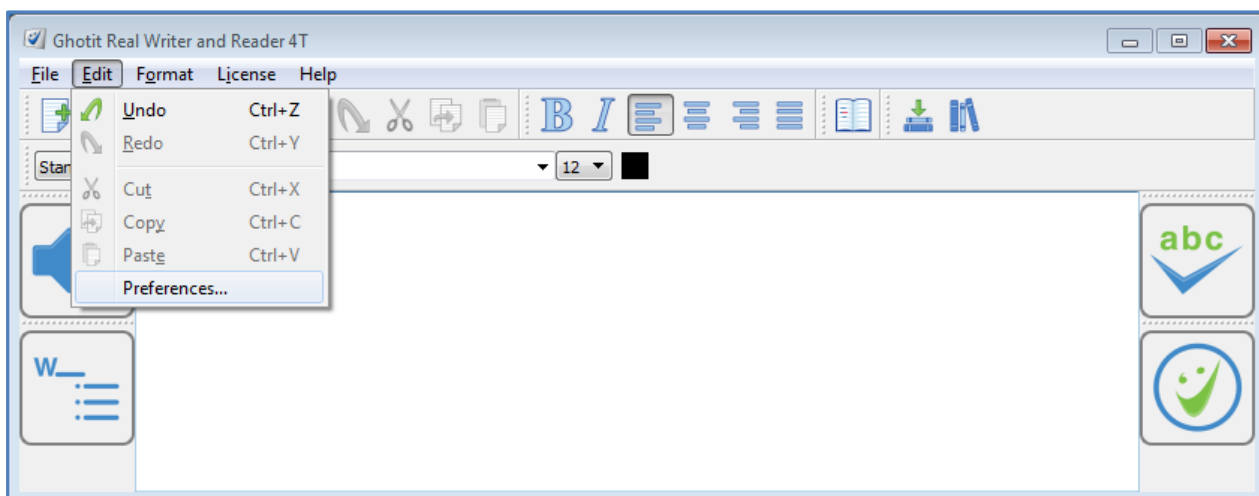 Ghotit Real Writer and Reader 4T
File Edit Format License Help
Undo Ctrl+Z
Redo Ctrl+Y
B I
Star 12
Cut Ctrl+X
Copy Ctrl+C
Paste Ctrl+V
Preferences...
abc
W